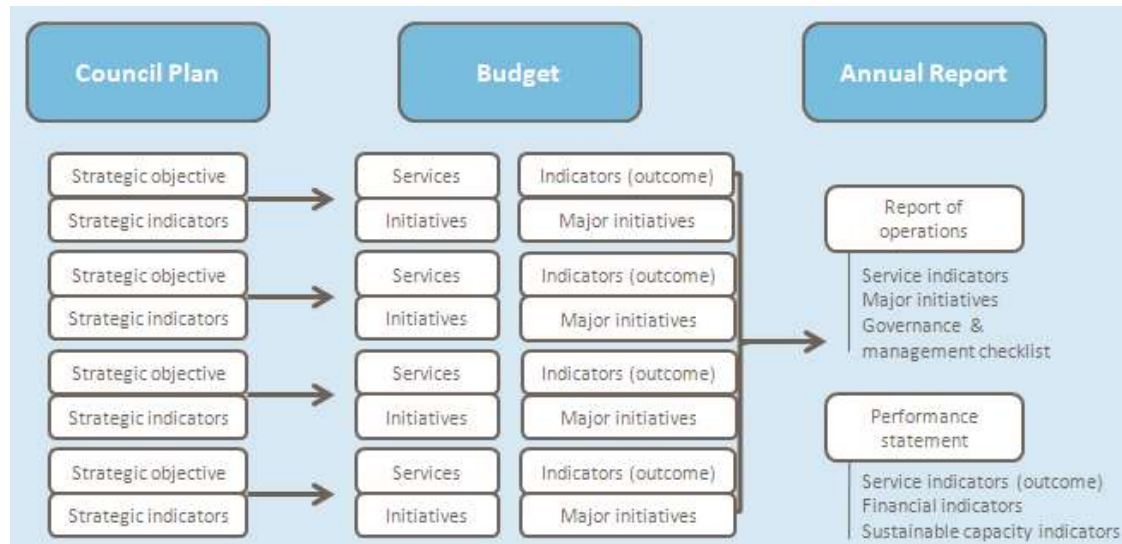 Council Plan
Budget
Annual Report
Strategic objective
Strategic indicators
Strategic objective
Strategic indicators
Strategic objective
Strategic indicators
Strategic objective
Strategic indicators
Services
Initiatives
Services
Initiatives
Services
Initiatives
Services
Initiatives
Indicators (outcome)
Major initiatives
Indicators (outcome)
Major initiatives
Indicators (outcome)
Major initiatives
Indicators (outcome)
Major initiatives
Report of
operations
Service indicators
Major initiatives
Governance &
management checklist
Performance
statement
Service indicators (outcome)
Financial indicators
Sustainable capacity indicators